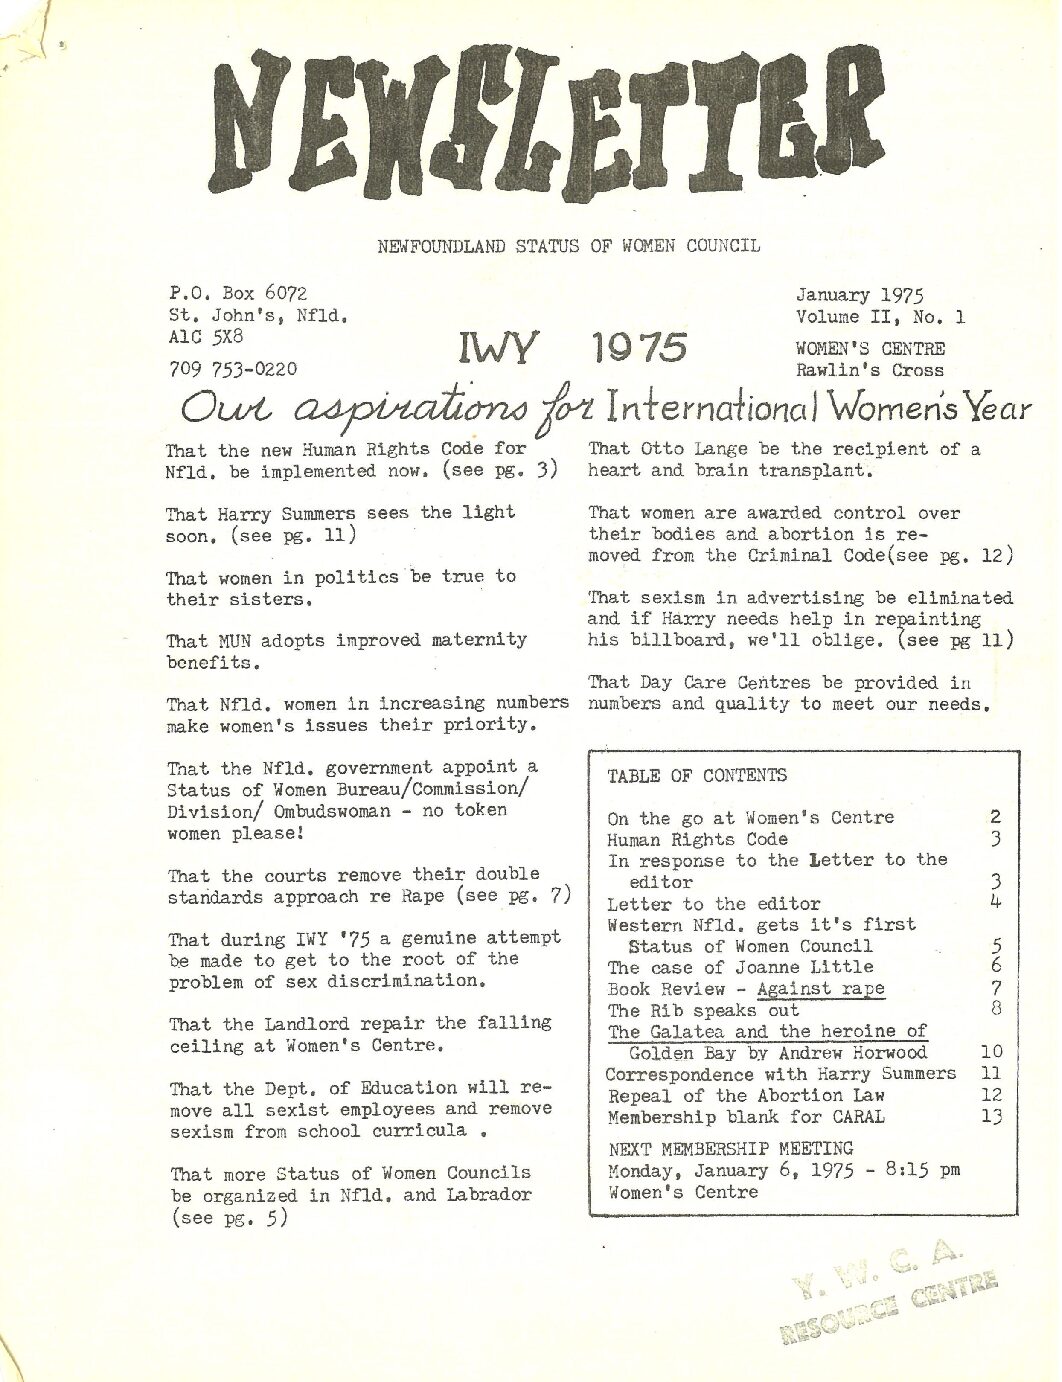 NEWSLETTER
NEWFOUNDLAND STATUS OF WOMEN COUNCIL
P.O. Box 6072
St. John's, Nfld.
A1C 5X8
709 753-0220
January 1975
Volume II, No. 1
WOMEN'S CENTRE
Rawlin's Cross
IWY 1975
Our aspirations for International Women's Year
That the new Human Rights Code for
Nfld. be implemented now. (see pg. 3)
That Harry Summers sees the light
soon. (see pg. 11)
That women in politics be true to
their sisters.
That MUN adopts improved maternity
benefits.
That Nfld. women in increasing numbers
make women's issues their priority.
That the Nfld. government appoint a
Status of Women Bureau/Commission/
Division/ Ombudswoman - no token
women please!
That the courts remove their double
standards approach re Rape (see pg. 7)
That during IWY '75 a genuine attempt
be made to get to the root of the
problem of sex discrimination.
That the Landlord repair the falling
ceiling at Women's Centre.
That the Dept. of Education will re-
move all sexist employees and remove
sexism from school curricula .
That more Status of Women Councils
be organized in Nfld. and Labrador
(see pg. 5)
That Otto Lange be the recipient of a
heart and brain transplant.
That women are awarded control over
their bodies and abortion is re-
moved from the Criminal Code(see pg. 12)
That sexism in advertising be eliminated
and if Harry needs help in repainting
his billboard, we'll oblige. (see pg 11)
That Day Care Centres be provided in
numbers and quality to meet our needs.
TABLE OF CONTENTS
On the go at Women's Centre 2
Human Rights Code 3
In response to the Letter to the
editor 3
Letter to the editor 4
Western Nfld. gets it's first
Status of Women Council 5
The case of Joanne Little 6
Book Review - Against rape 7
The Rib speaks out 8
The Galatea and the heroine of
Golden Bay by Andrew Horwood 10
Correspondence with Harry Summers 11
Repeal of the Abortion Law 12
Membership blank for CARAL 13
NEXT MEMBERSHIP MEETING
Monday, January 6, 1975 - 8:15 pm
Women's Centre
Y. W. C. A.
RESOURCE CENTRE